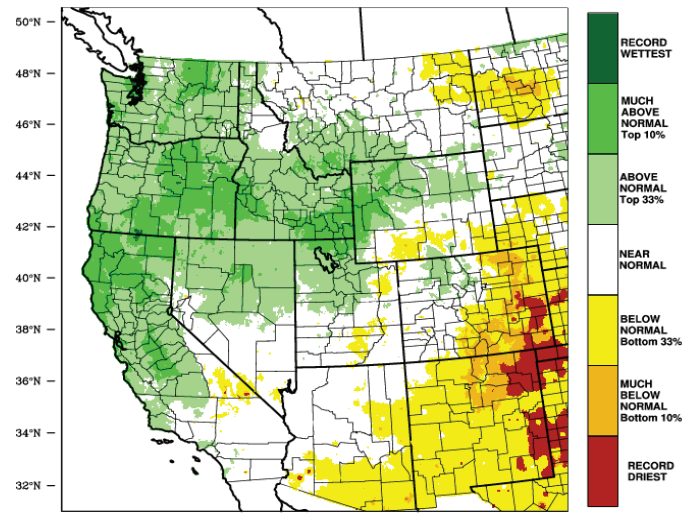 50°N
48°N
46°N
44°N
42°N
40°N
38°N
36°N
34°N
32°N
RECORD
WETTEST
MUCH
ABOVE
NORMAL
Top 10%
ABOVE
NORMAL
Top 33%
NEAR
NORMAL
BELOW
NORMAL
Bottom 33%
MUCH
BELOW
NORMAL
Bottom 10%
RECORD
DRIEST